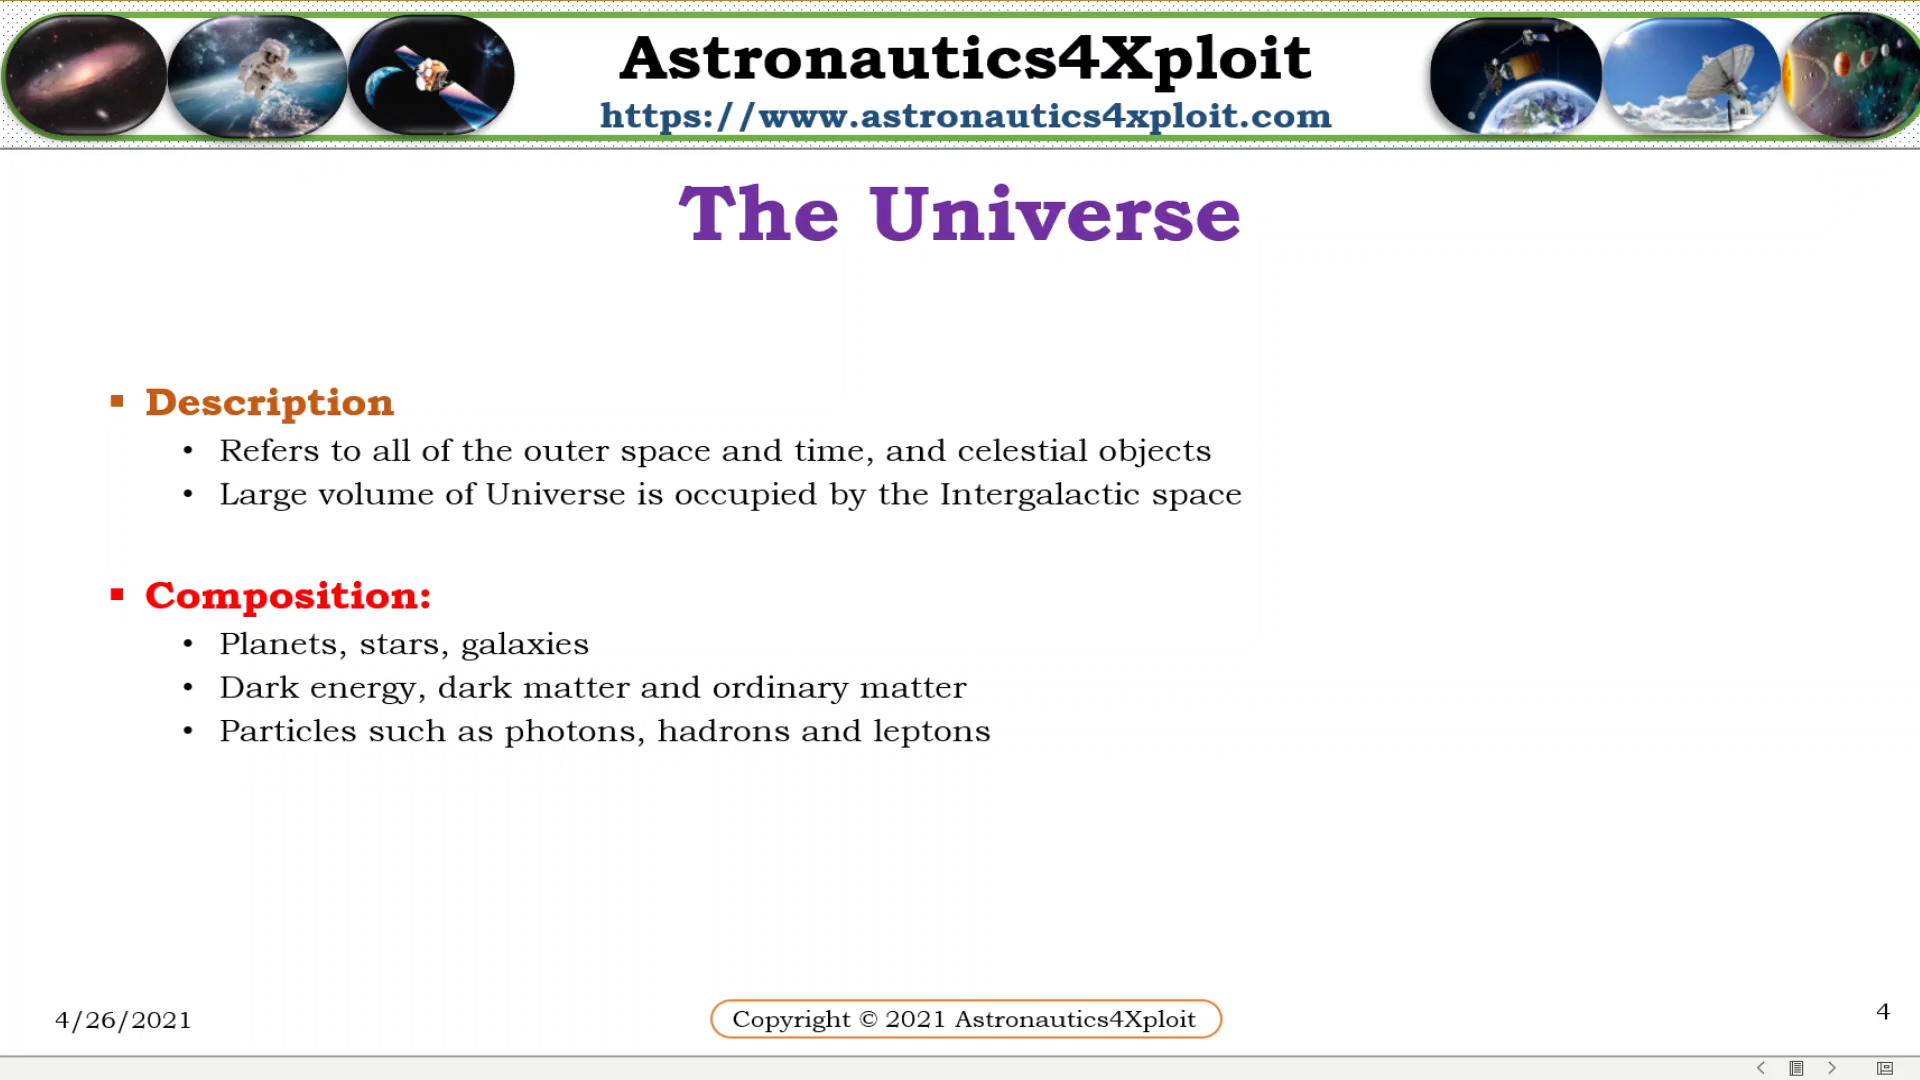 Astronautics4Xploit
https://www.astronautics4xploit.com
The Universe
▪ Description
• Refers to all of the outer space and time, and celestial objects
• Large volume of Universe is occupied by the Intergalactic space
▪ Composition:
• Planets, stars, galaxies
• Dark energy, dark matter and ordinary matter
• Particles such as photons, hadrons and leptons
4/26/2021
Copyright © 2021 Astronautics4Xploit
4